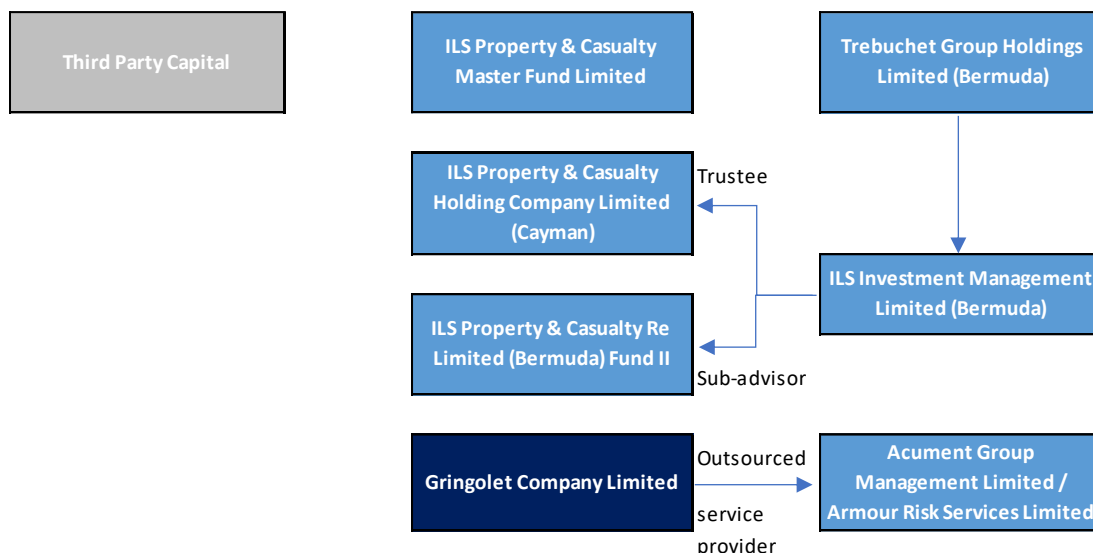 Third Party Capital
ILS Property & Casualty
Master Fund Limited
Trebuchet Group Holdings
Limited (Bermuda)
ILS Property & Casualty
Holding Company Limited
(Cayman)
Trustee
ILS Investment Management
Limited (Bermuda)
ILS Property & Casualty Re
Limited (Bermuda) Fund II
Sub-advisor
Gringolet Company Limited
Outsourced
service
provider
Acument Group
Management Limited /
Armour Risk Services Limited